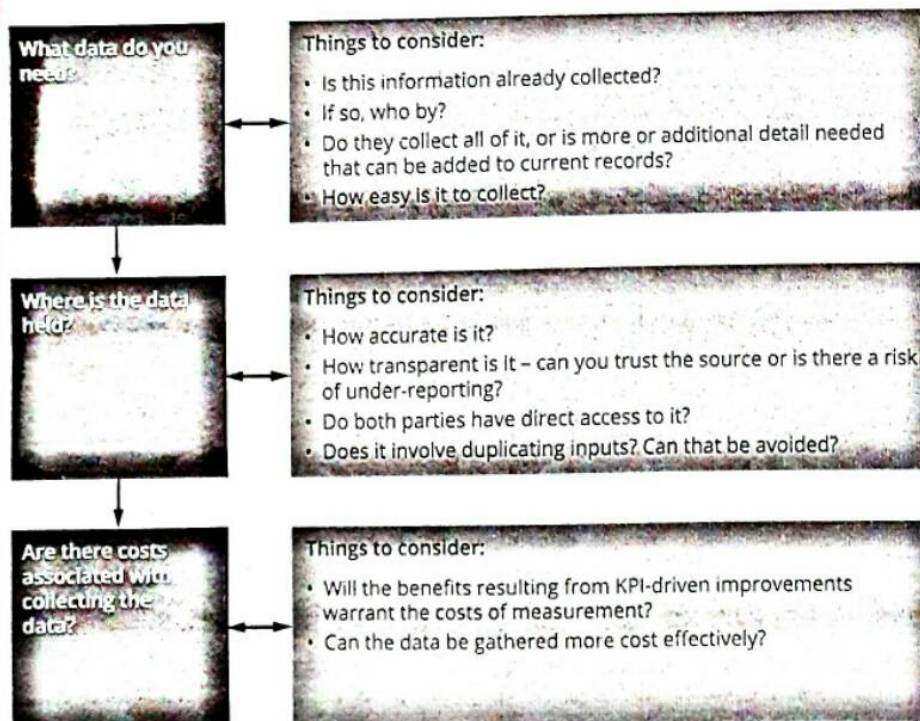 What data do you
need?
Things to consider:
• Is this information already collected?
• If so, who by?
• Do they collect all of it, or is more or additional detail needed
that can be added to current records?
• How easy is it to collect?
Where is the data
held?
Things to consider:
• How accurate is it?
• How transparent is it – can you trust the source or is there a risk
of under-reporting?
• Do both parties have direct access to it?
• Does it involve duplicating inputs? Can that be avoided?
Are there costs
associated with
collecting the
data?
Things to consider:
• Will the benefits resulting from KPI-driven improvements
warrant the costs of measurement?
• Can the data be gathered more cost effectively?